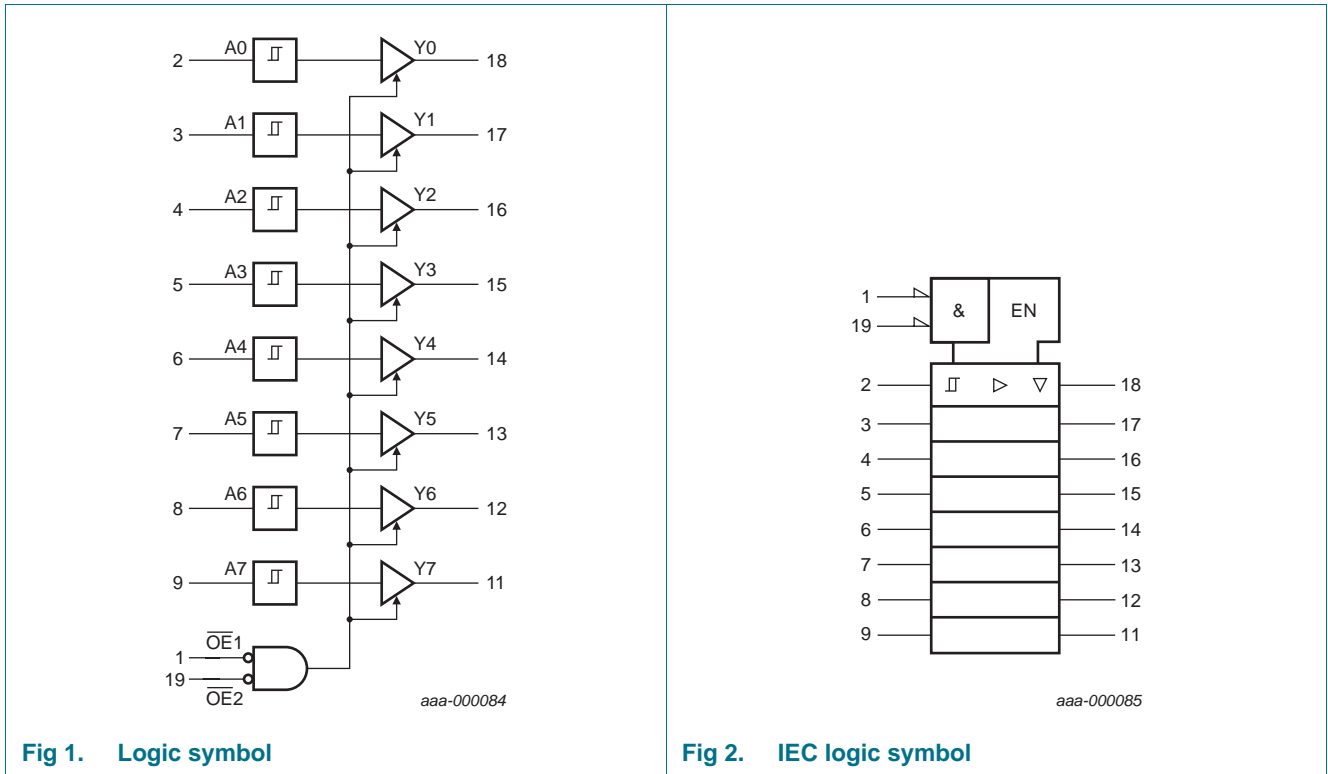 2 A0 Y0 18
3 A1 Y1 17
4 A2 Y2 16
5 A3 Y3 15
6 A4 Y4 14
7 A5 Y5 13
8 A6 Y6 12
9 A7 Y7 11
1 OE1
19 OE2
aaa-000084
Fig 1. Logic symbol
1 & EN
19
2 18
3 17
4 16
5 15
6 14
7 13
8 12
9 11
aaa-000085
Fig 2. IEC logic symbol